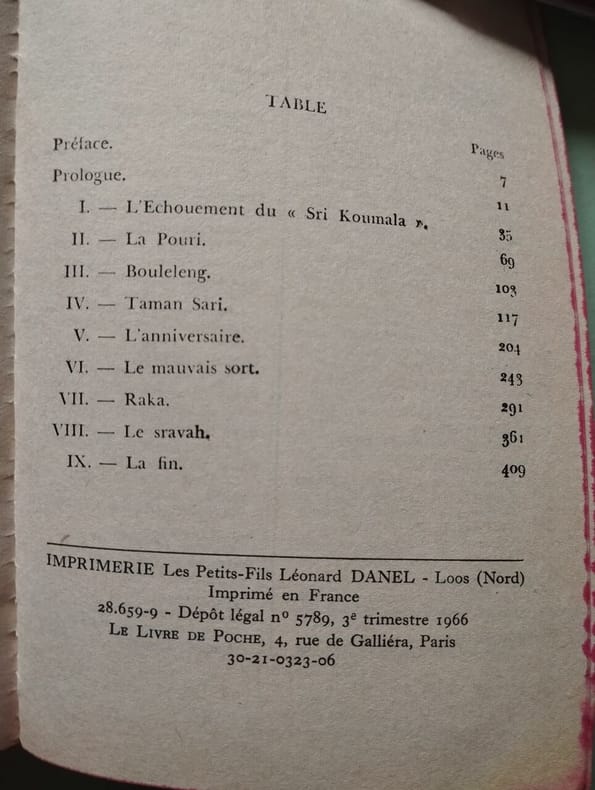 TABLE
Pages
Préface. 7
Prologue. 11
I. — L'Echouement du « Sri Koumala ». 35
II. — La Pouri. 69
III. — Bouleleng. 103
IV. — Taman Sari. 117
V. — L'anniversaire. 204
VI. — Le mauvais sort. 243
VII. — Raka. 291
VIII. — Le sravah. 361
IX. — La fin. 409
IMPRIMERIE Les Petits-Fils Léonard DANEL - Loos (Nord)
Imprimé en France
28.659-9 - Dépôt légal nº 5789, 3e trimestre 1966
LE LIVRE DE POCHE, 4, rue de Galliéra, Paris
30-21-0323-06